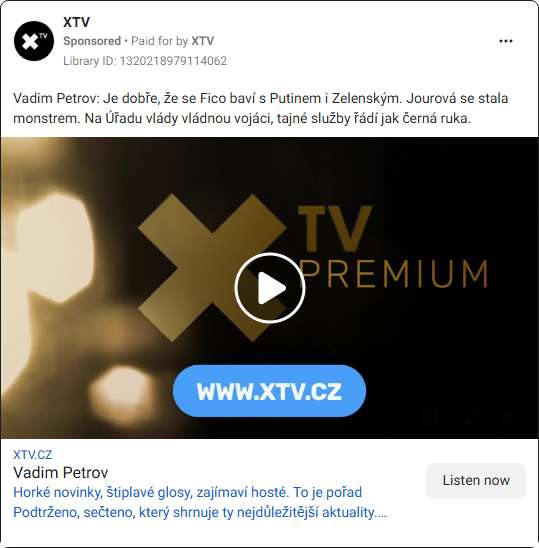 XTV
Sponsored • Paid for by XTV
Library ID: 1320218979114062
Vadim Petrov: Je dobře, že se Fico baví s Putinem i Zelenským. Jourová se stala
monstrem. Na Úřadu vlády vládnou vojáci, tajné služby řádí jak černá ruka.
X TV
PREMIUM
WWW.XTV.CZ
XTV.CZ
Vadim Petrov
Horké novinky, štiplavé glosy, zajímaví hosté. To je pořad
Podtrženo, sečteno, který shrnuje ty nejdůležitější aktuality....
Listen now